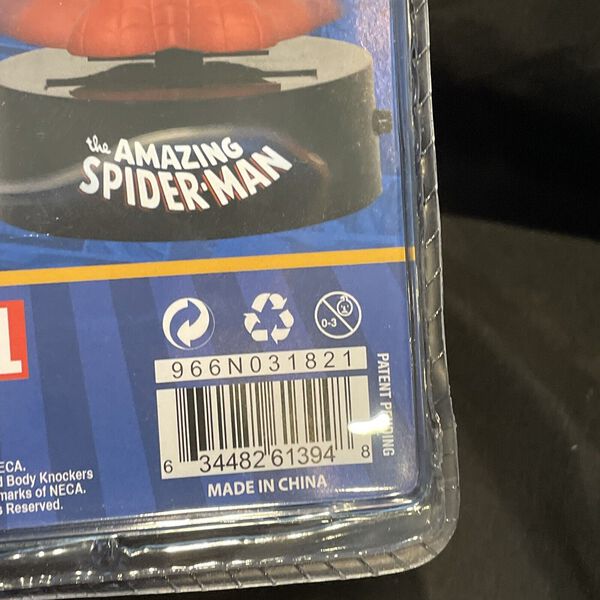 the AMAZING
SPIDER-MAN
0-3
966N031821
PATENT PENDING
6 34482 61394 8
MADE IN CHINA
ECA.
d Body Knockers
marks of NECA.
s Reserved.